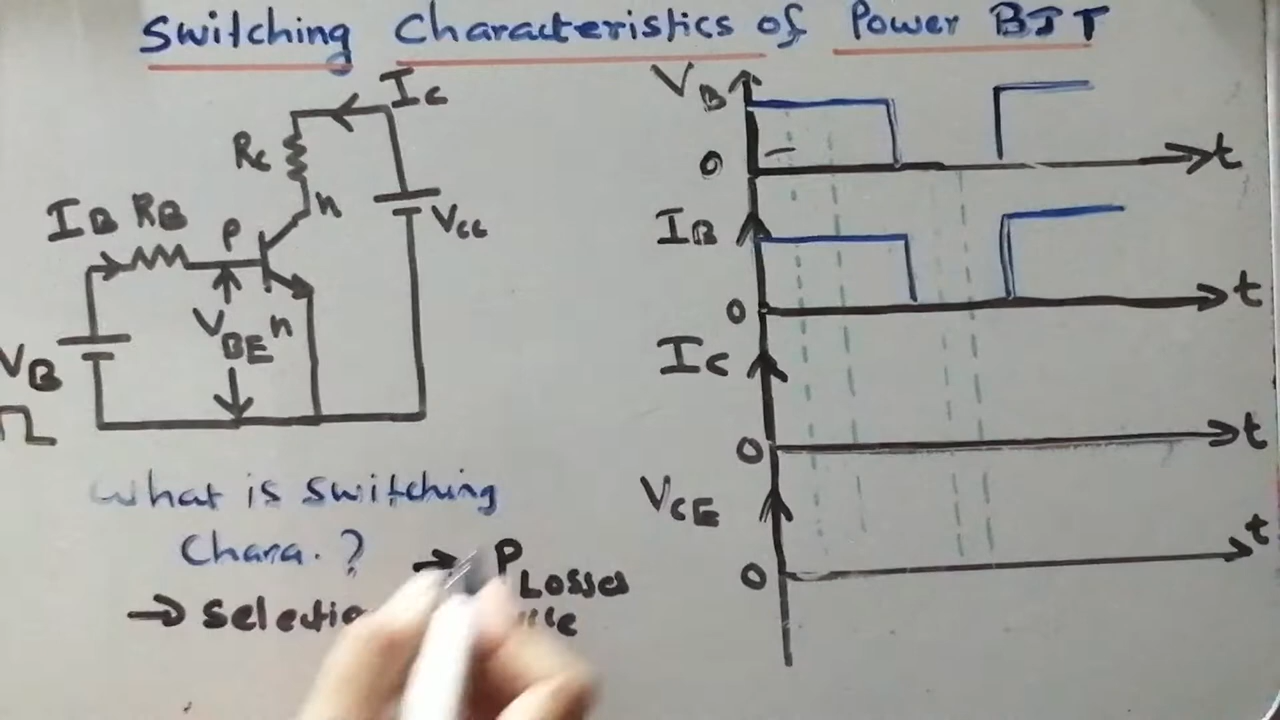 Switching Characteristics of Power BJT
Ic
Rc
n
Vcc
IB RB
P
VBE
n
VB
What is switching
Chara. ?
→ PLosses
→ Selectio
VB
0
t
IB
0
t
Ic
0
t
VCE
0
t